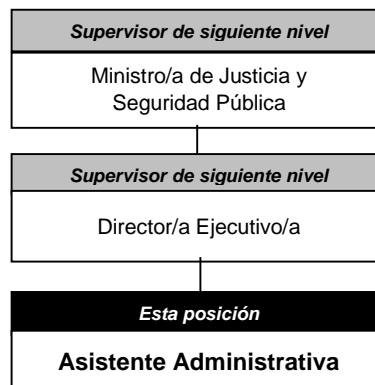 Supervisor de siguiente nivel
Ministro/a de Justicia y
Seguridad Pública
Supervisor de siguiente nivel
Director/a Ejecutivo/a
Esta posición
Asistente Administrativa